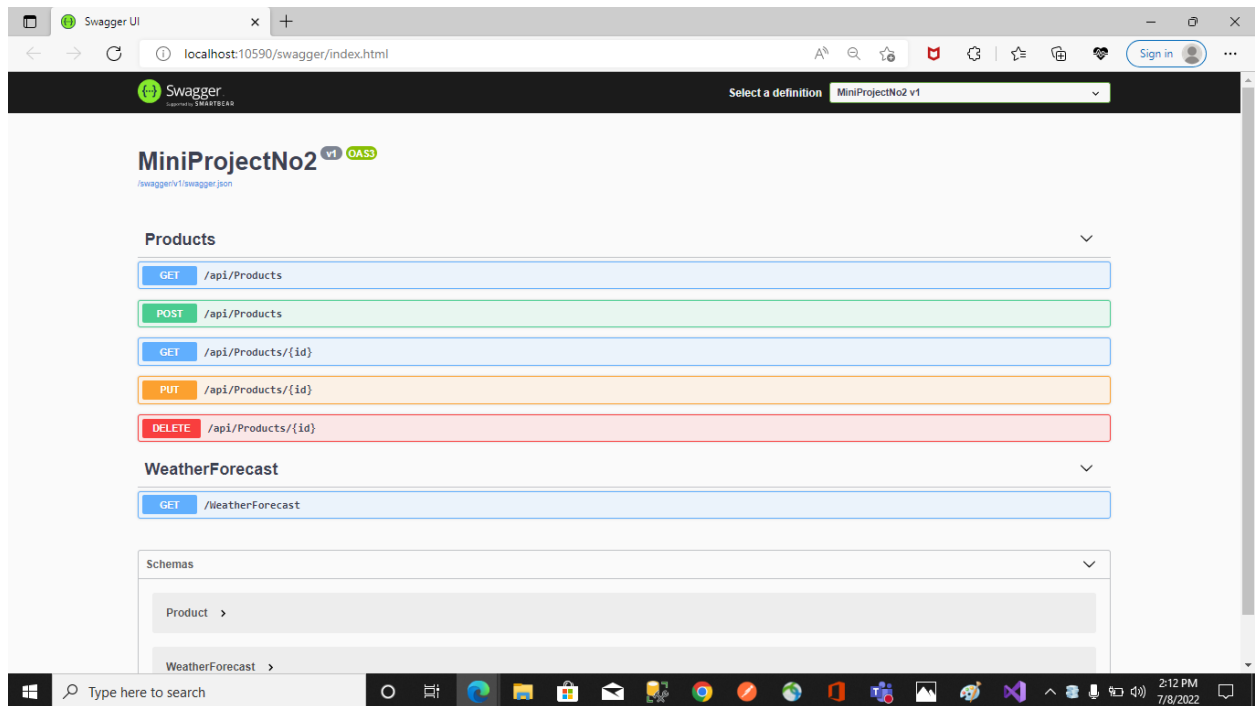 Swagger UI
localhost:10590/swagger/index.html
Sign in
Swagger
Supported by SMARTBEAR
Select a definition
MiniProjectNo2 v1
MiniProjectNo2 v1 OAS3
/swagger/v1/swagger.json
Products
GET /api/Products
POST /api/Products
GET /api/Products/{id}
PUT /api/Products/{id}
DELETE /api/Products/{id}
WeatherForecast
GET /WeatherForecast
Schemas
Product
WeatherForecast
Type here to search
2:12 PM
7/8/2022